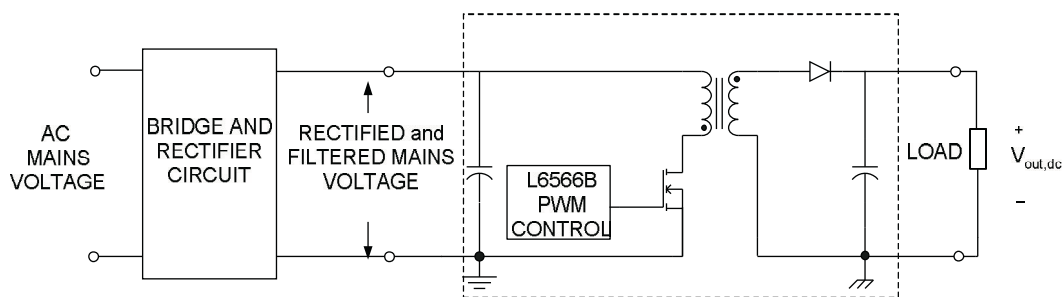 AC
MAINS
VOLTAGE
BRIDGE AND
RECTIFIER
CIRCUIT
RECTIFIED and
FILTERED MAINS
VOLTAGE
L6566B
PWM
CONTROL
LOAD
+
Vout,dc
–